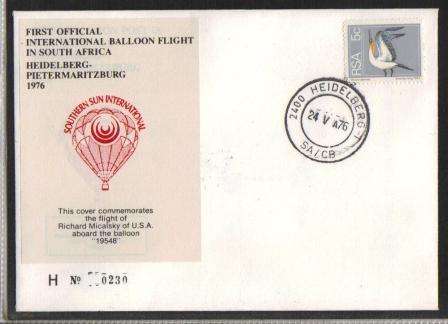 FIRST OFFICIAL
INTERNATIONAL BALLOON FLIGHT
IN SOUTH AFRICA
HEIDELBERG-
PIETERMARITZBURG
1976
SOUTHERN SUN INTERNATIONAL
This cover commemorates
the flight of
Richard Micalsky of U.S.A.
aboard the balloon
"19548"
H Nº 0230
RSA 5c
2400 HEIDELBERG T
24 V 76
SA/CB